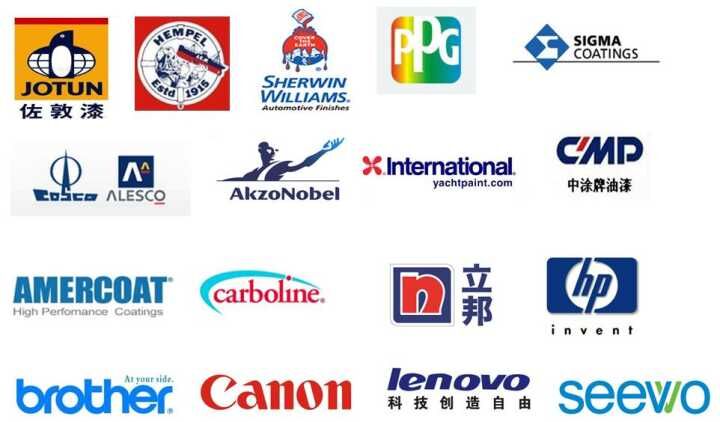 JOTUN
佐敦漆
HEMPEL
Estd 1915
COVER THE EARTH
SHERWIN WILLIAMS®
Automotive Finishes
PPG
SIGMA
COATINGS
COSCO
ALESCO
AkzoNobel
International®
yachtpaint.com
CMP
中涂牌油漆
AMERCOAT®
High Perfomance Coatings
carboline®
n
立邦
hp
invent
At your side.
brother®
Canon
lenovo
科技创造自由
seewo